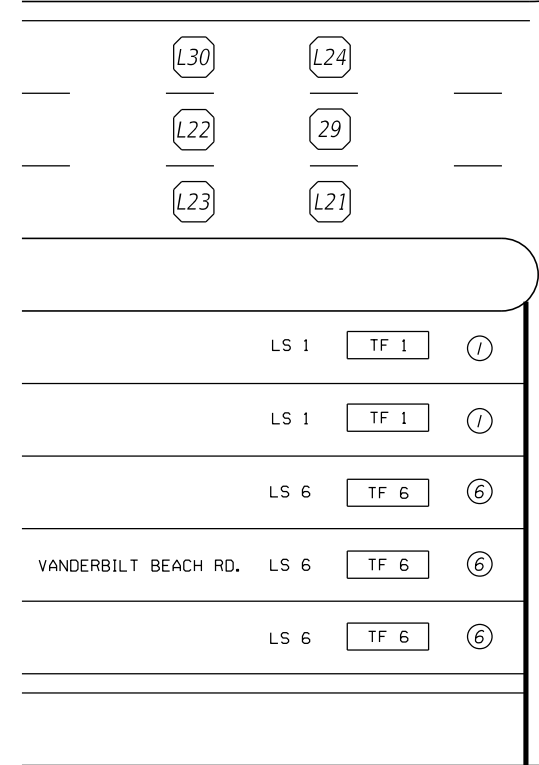 L30 L24
L22 29
L23 L21
LS 1 TF 1 1
LS 1 TF 1 1
LS 6 TF 6 6
VANDERBILT BEACH RD. LS 6 TF 6 6
LS 6 TF 6 6